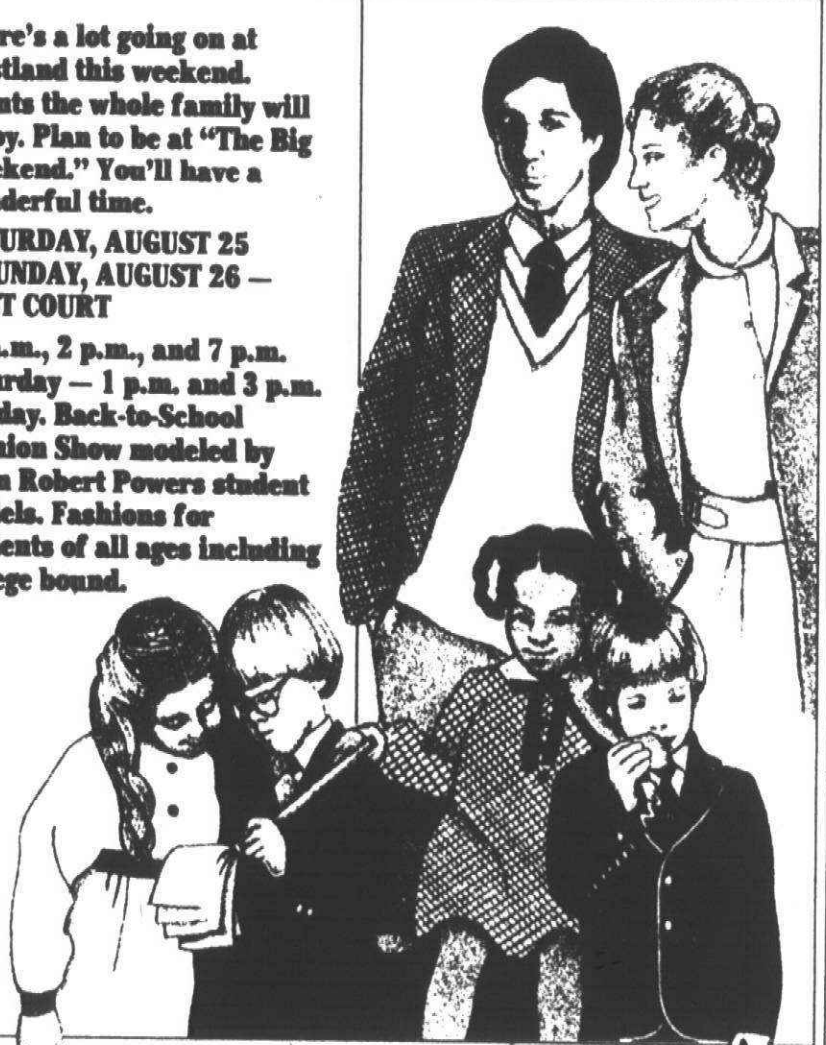 re's a lot going on at
tland this weekend.
nts the whole family will
oy. Plan to be at “The Big
ekend.” You'll have a
derful time.
URDAY, AUGUST 25
UNDAY, AUGUST 26 —
T COURT
.m., 2 p.m., and 7 p.m.
urday — 1 p.m. and 3 p.m.
day. Back-to-School
hion Show modeled by
n Robert Powers student
els. Fashions for
ents of all ages including
ege bound.